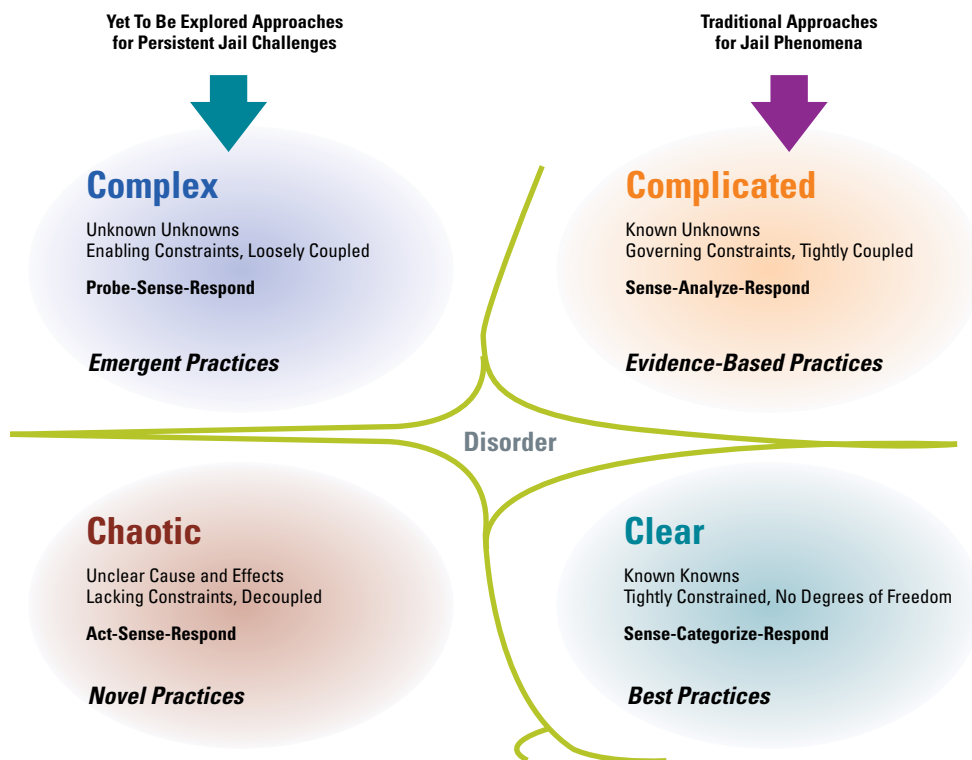 Yet To Be Explored Approaches
for Persistent Jail Challenges
Traditional Approaches
for Jail Phenomena
Complex
Unknown Unknowns
Enabling Constraints, Loosely Coupled
Probe-Sense-Respond
Emergent Practices
Complicated
Known Unknowns
Governing Constraints, Tightly Coupled
Sense-Analyze-Respond
Evidence-Based Practices
Disorder
Chaotic
Unclear Cause and Effects
Lacking Constraints, Decoupled
Act-Sense-Respond
Novel Practices
Clear
Known Knowns
Tightly Constrained, No Degrees of Freedom
Sense-Categorize-Respond
Best Practices